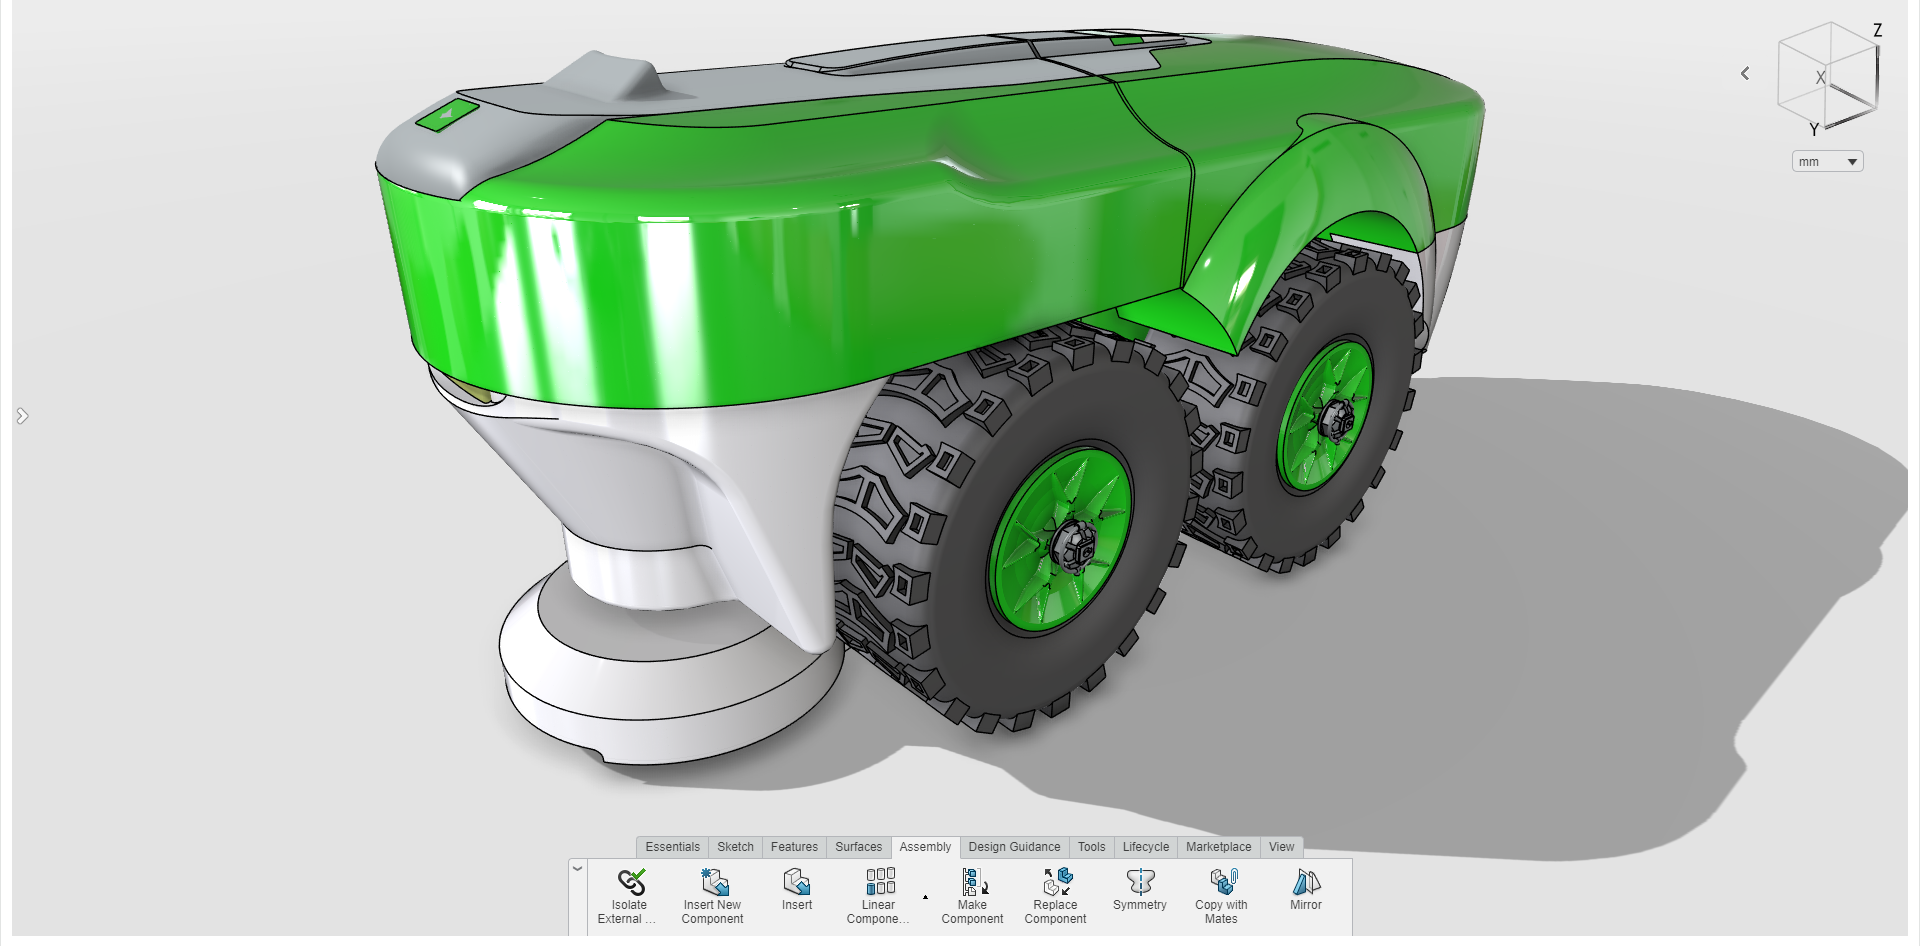 Z
X
Y
mm
Essentials Sketch Features Surfaces Assembly Design Guidance Tools Lifecycle Marketplace View
Isolate External ...
Insert New Component
Insert
Linear Compone...
Make Component
Replace Component
Symmetry
Copy with Mates
Mirror